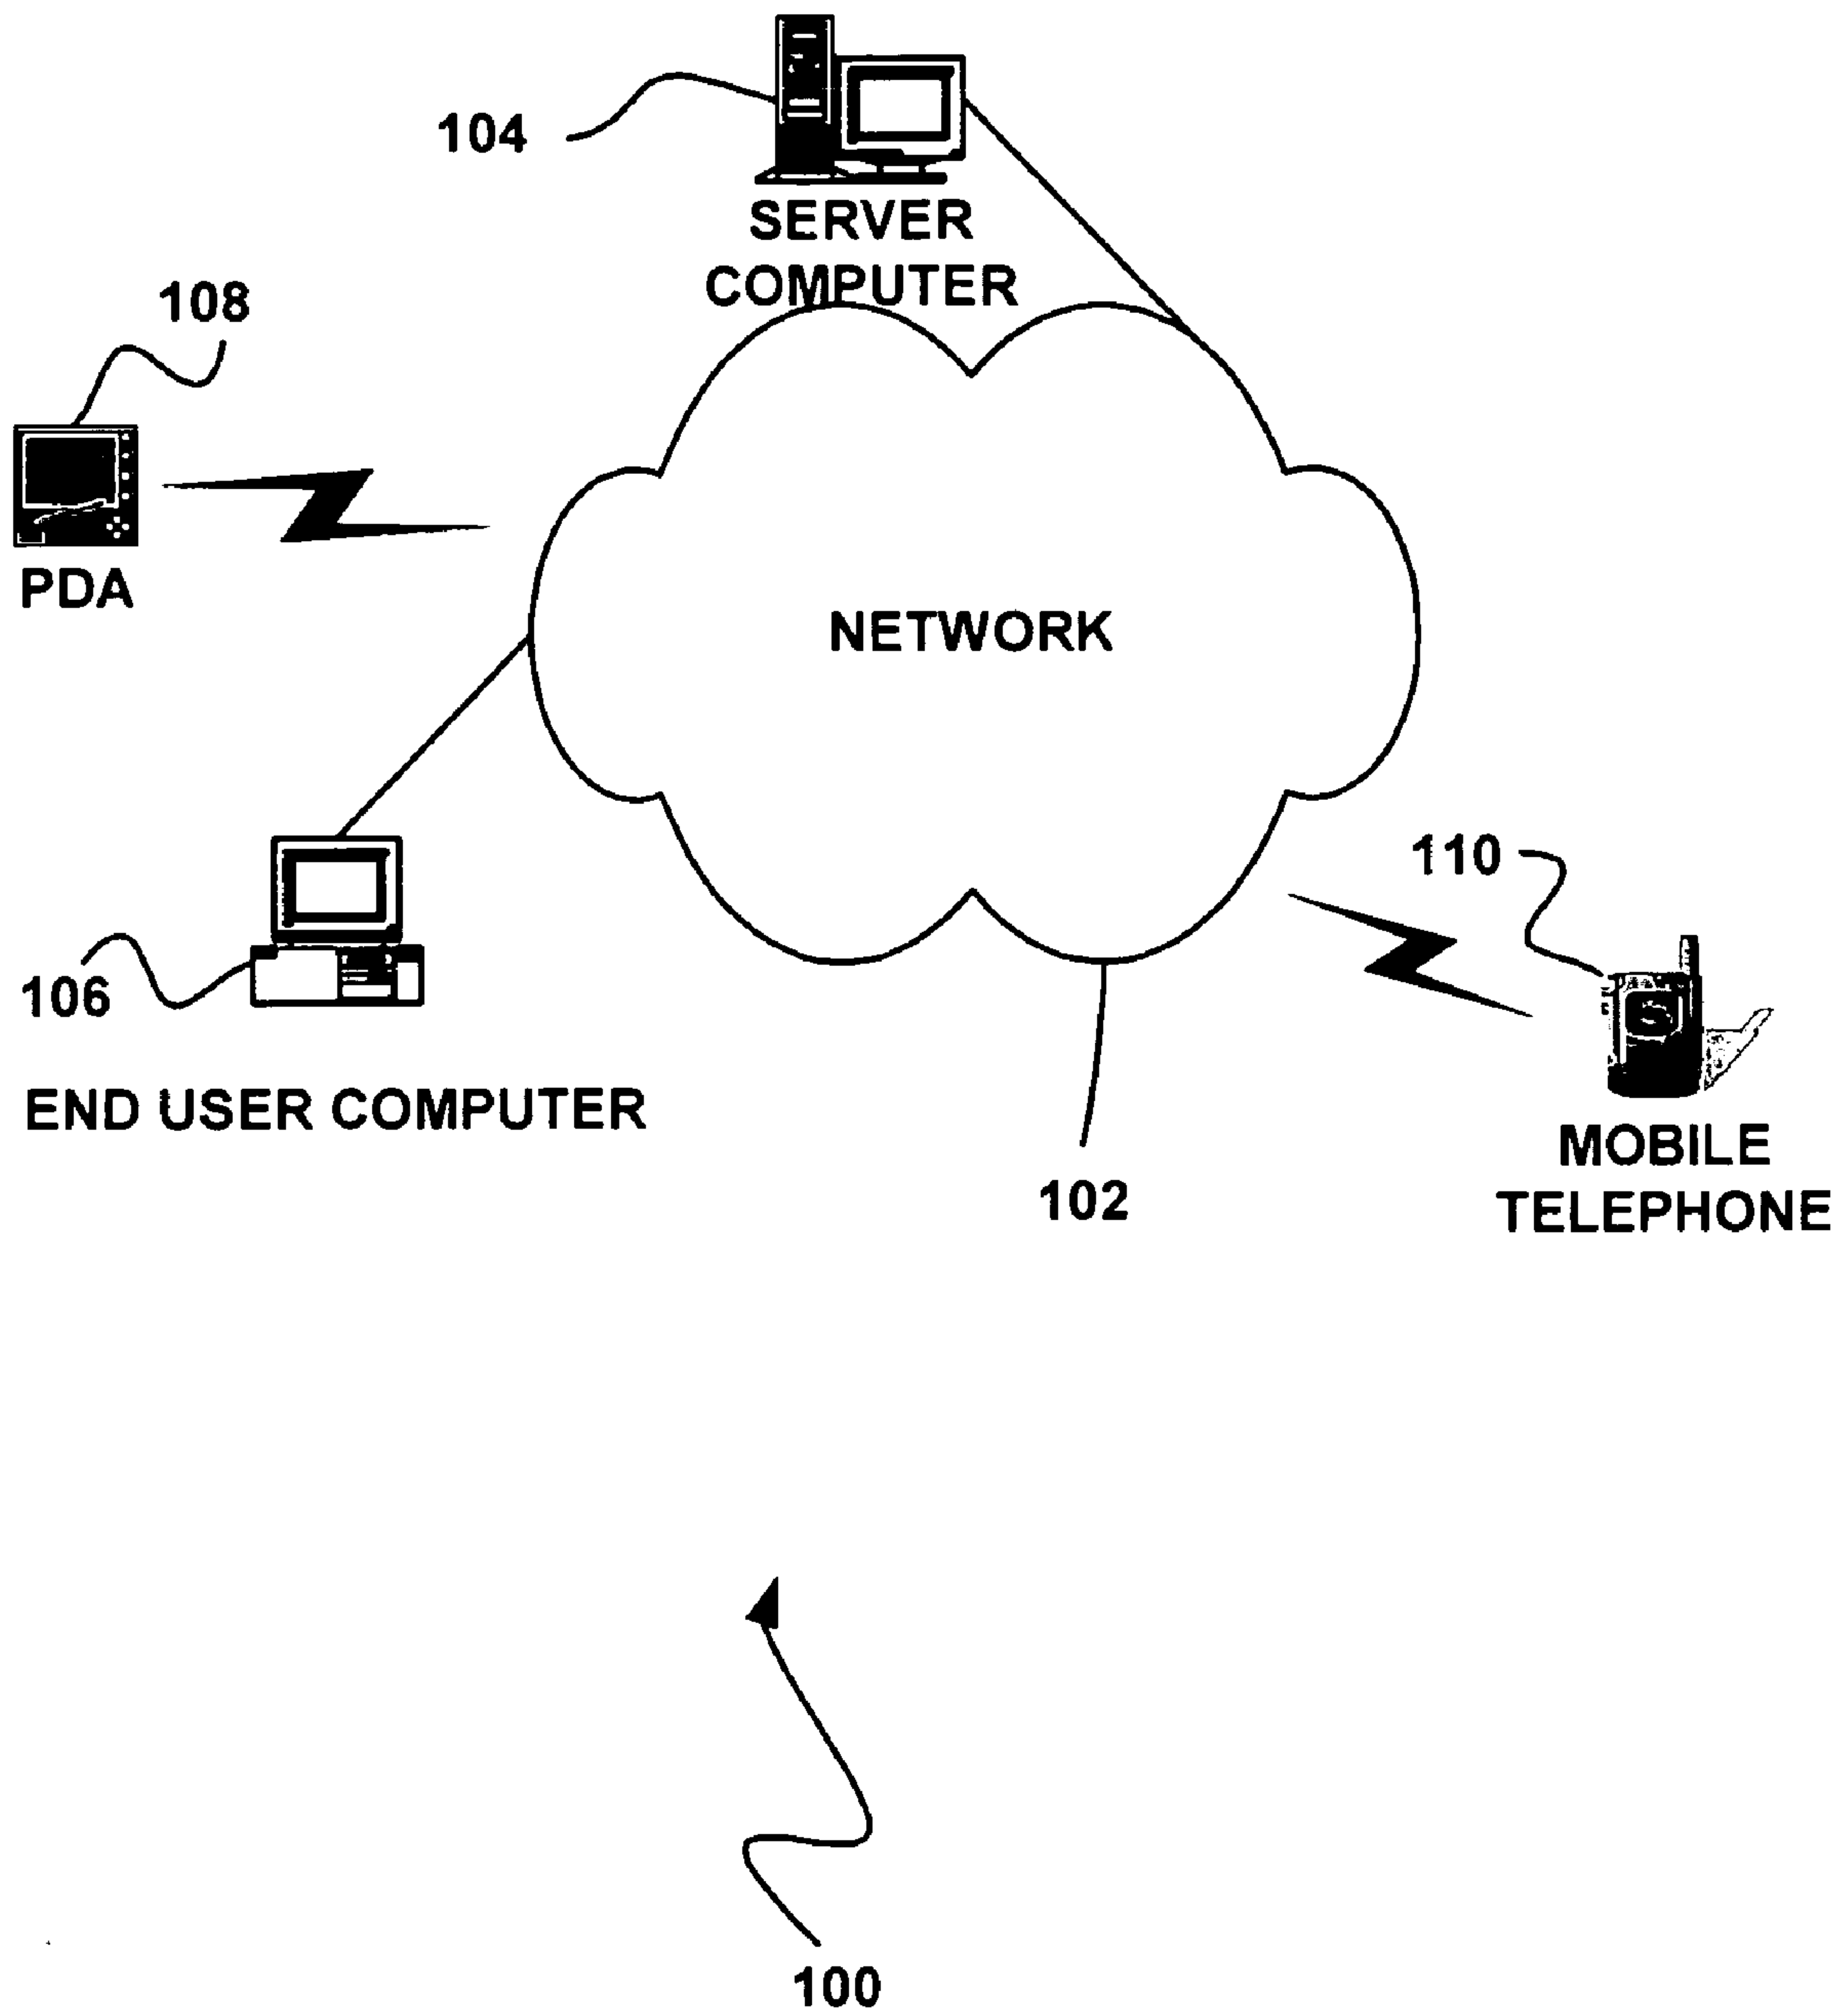 104
SERVER
COMPUTER
108
PDA
NETWORK
110
106
END USER COMPUTER
MOBILE
TELEPHONE
102
100